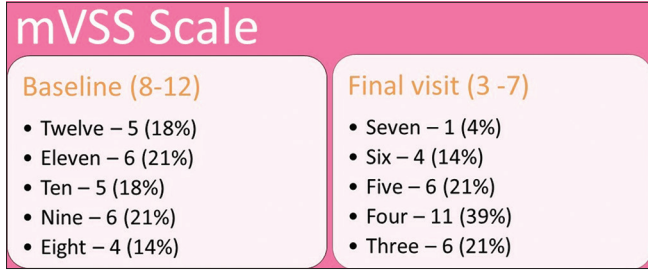 mVSS Scale
Baseline (8-12)
• Twelve – 5 (18%)
• Eleven – 6 (21%)
• Ten – 5 (18%)
• Nine – 6 (21%)
• Eight – 4 (14%)
Final visit (3 -7)
• Seven – 1 (4%)
• Six – 4 (14%)
• Five – 6 (21%)
• Four – 11 (39%)
• Three – 6 (21%)